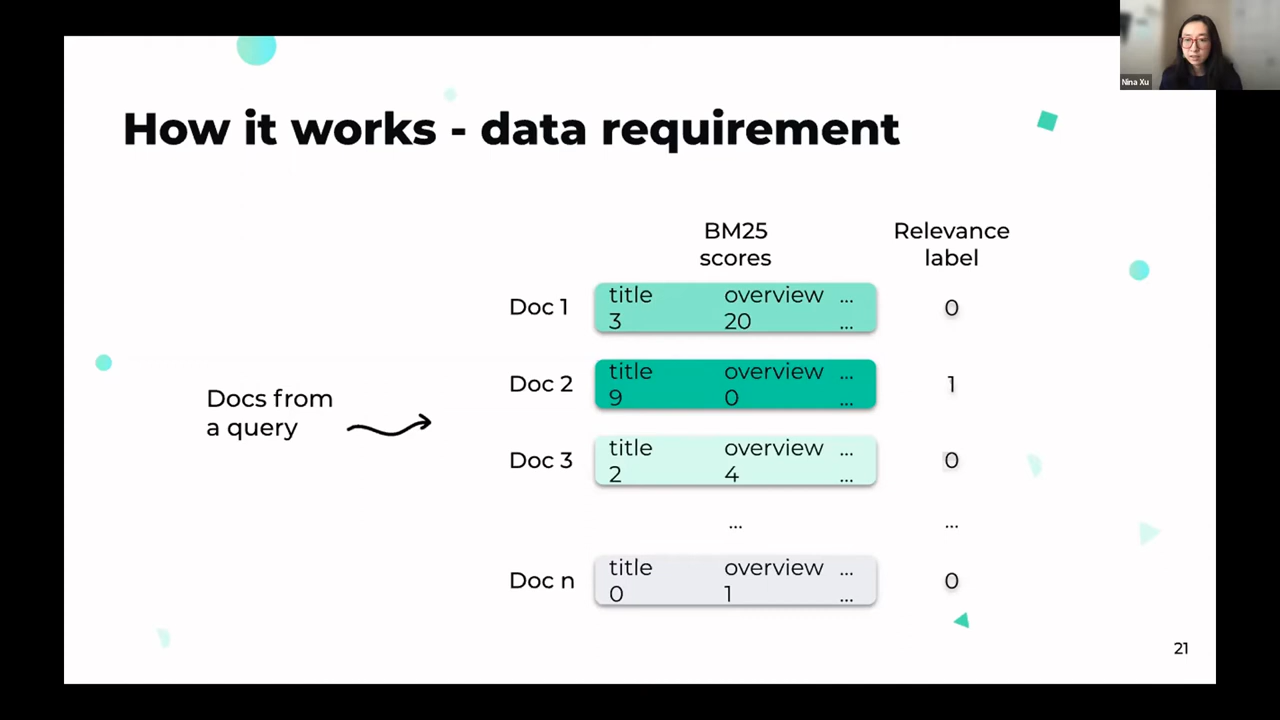 Nina Xu
How it works - data requirement
BM25
scores
Relevance
label
Doc 1
title overview ...
3 20 ...
0
Doc 2
title overview ...
9 0 ...
1
Docs from
a query
Doc 3
title overview ...
2 4 ...
0
... ...
Doc n
title overview ...
0 1 ...
0
21